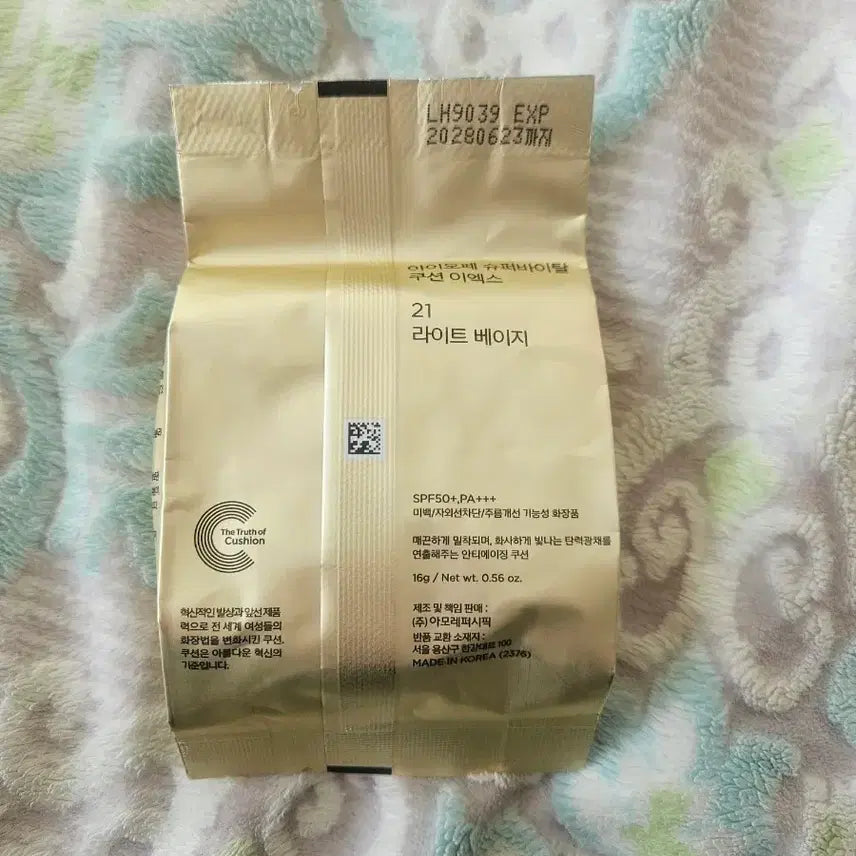 LH9039 EXP
20280623까지
아이오페 슈퍼바이탈
쿠션 이엑스
21
라이트 베이지
SPF50+,PA+++
미백/자외선차단/주름개선 기능성 화장품
매끈하게 밀착되며, 화사하게 빛나는 탄력광채를
연출해주는 안티에이징 쿠션
16g / Net wt. 0.56 oz.
제조 및 책임 판매 :
(주) 아모레퍼시픽
반품 교환 소재지 :
서울 용산구 한강대로 100
MADE IN KOREA (2376)
The Truth of
Cushion
혁신적인 발상과 앞선 제품
력으로 전 세계 여성들의
화장법을 변화시킨 쿠션.
쿠션은 아름다운 혁신의
기준입니다.